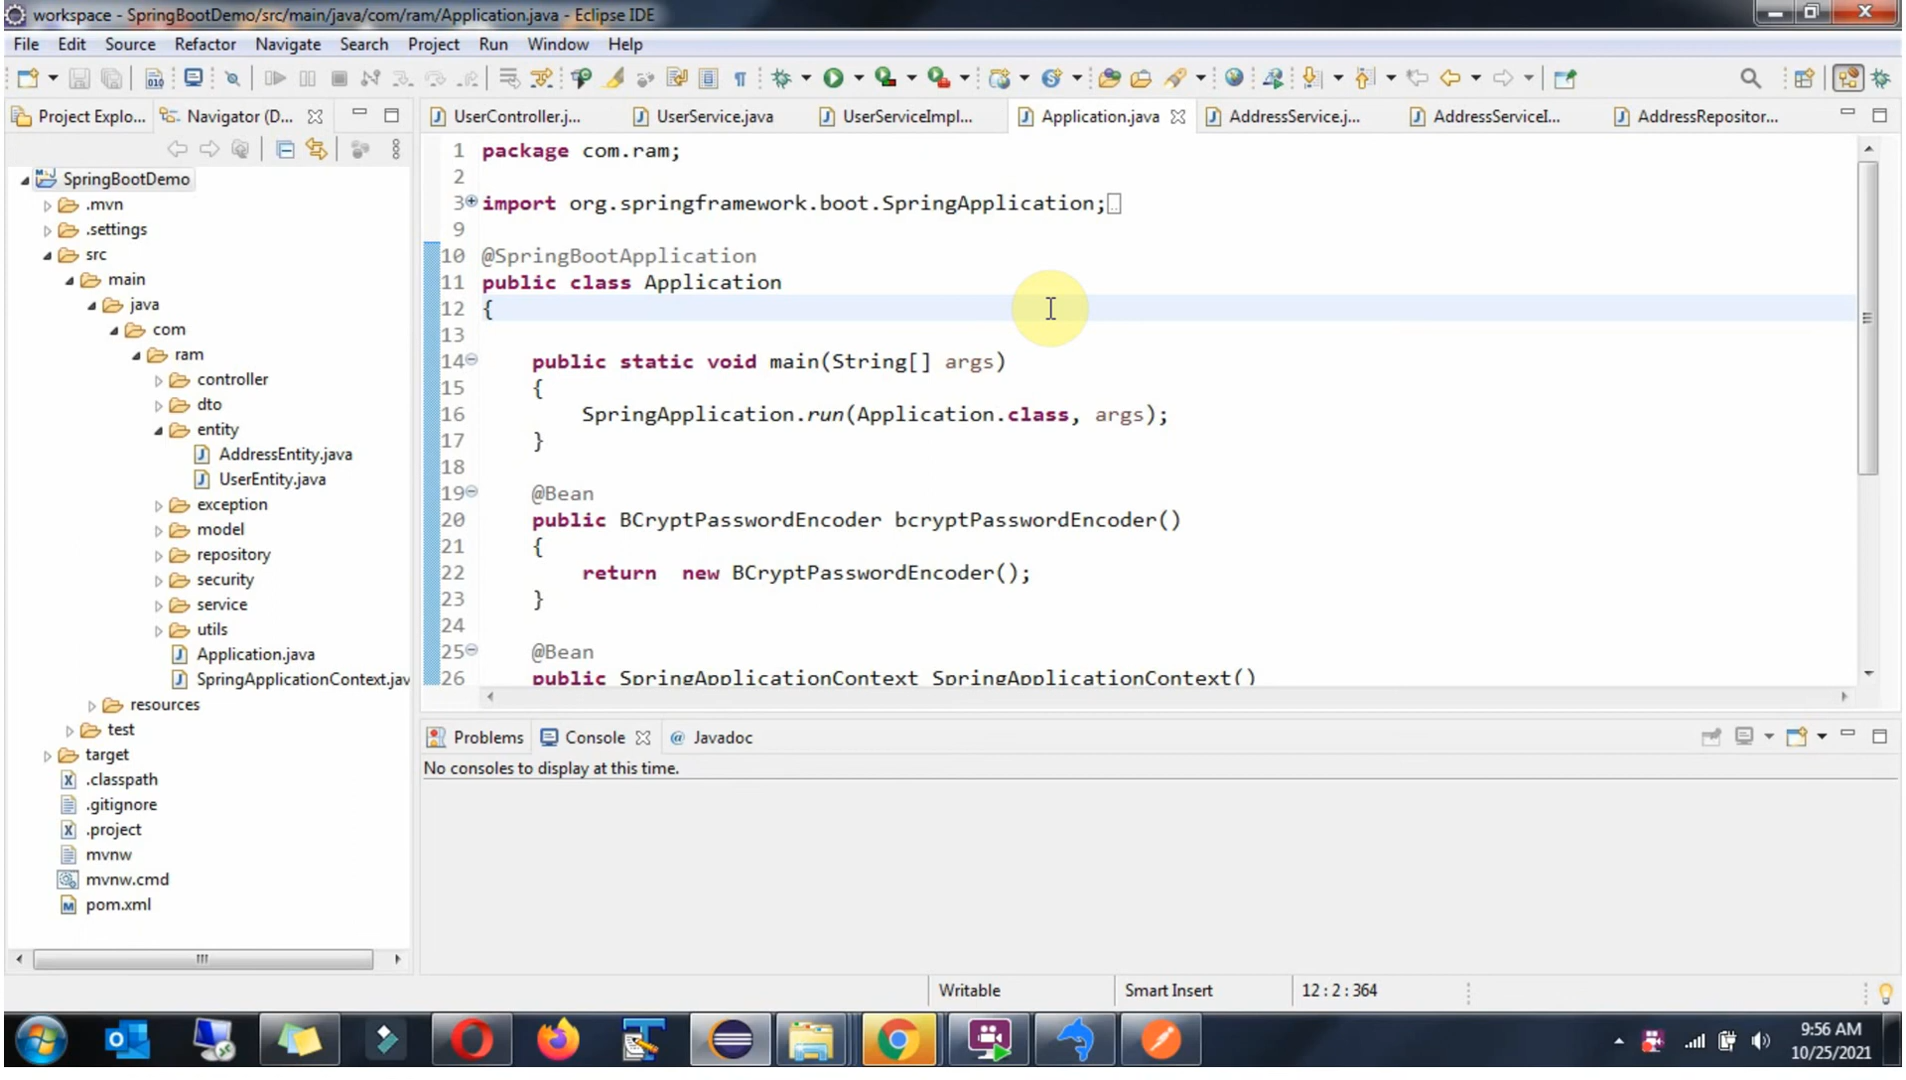 workspace - SpringBootDemo/src/main/java/com/ram/Application.java - Eclipse IDE
File Edit Source Refactor Navigate Search Project Run Window Help
Project Explo... Navigator (D...
UserController.j... UserService.java UserServiceImpl... Application.java AddressService.j... AddressServiceI... AddressRepositor...
SpringBootDemo
.mvn
.settings
src
main
java
com
ram
controller
dto
entity
AddressEntity.java
UserEntity.java
exception
model
repository
security
service
utils
Application.java
SpringApplicationContext.jav
resources
test
target
.classpath
.gitignore
.project
mvnw
mvnw.cmd
pom.xml
1 package com.ram;
2
3 import org.springframework.boot.SpringApplication;
9
10 @SpringBootApplication
11 public class Application
12 {
13
14 public static void main(String[] args)
15 {
16 SpringApplication.run(Application.class, args);
17 }
18
19 @Bean
20 public BCryptPasswordEncoder bcryptPasswordEncoder()
21 {
22 return  new BCryptPasswordEncoder();
23 }
24
25 @Bean
26 public SpringApplicationContext SpringApplicationContext()
Problems Console Javadoc
No consoles to display at this time.
Writable Smart Insert 12 : 2 : 364
9:56 AM
10/25/2021